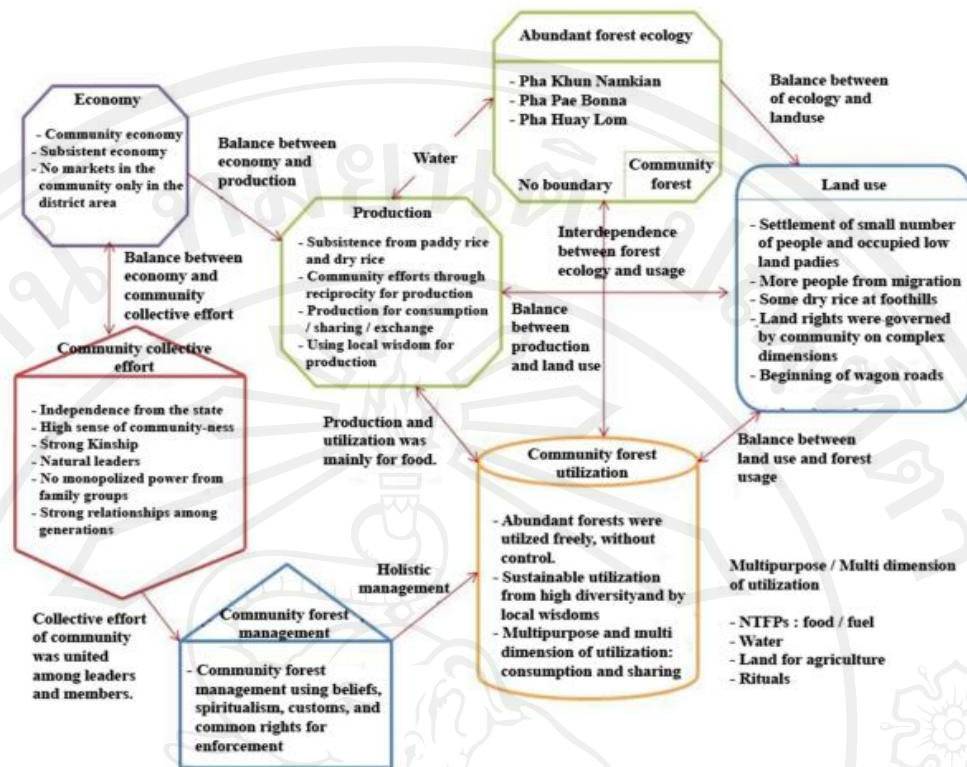 Abundant forest ecology
- Pha Khun Namkian
- Pha Pae Bonna
- Pha Huay Lom
Community
forest
No boundary
Economy
- Community economy
- Subsistent economy
- No markets in the
community only in the
district area
Balance between
economy and
production
Water
Balance between
of ecology and
landuse
Production
- Subsistence from paddy rice
and dry rice
- Community efforts through
reciprocity for production
- Production for consumption
/ sharing / exchange
- Using local wisdom for
production
Interdependence
between forest
ecology and usage
Land use
- Settlement of small number
of people and occupied low
land padies
- More people from migration
- Some dry rice at foothills
- Land rights were governed
by community on complex
dimensions
- Beginning of wagon roads
Balance between
economy and
community
collective effort
Balance
between
production
and land use
Community collective
effort
- Independence from the state
- High sense of community-ness
- Strong Kinship
- Natural leaders
- No monopolized power from
family groups
- Strong relationships among
generations
Production and
utilization was
mainly for food.
Community forest
utilization
- Abundant forests were
utilzed freely, without
control.
- Sustainable utilization
from high diversityand by
local wisdoms
- Multipurpose and multi
dimension of utilization:
consumption and sharing
Balance between
land use and forest
usage
Holistic
management
Multipurpose / Multi dimension
of utilization
- NTFPs : food / fuel
- Water
- Land for agriculture
- Rituals
Collective effort
of community
was united
among leaders
and members.
Community forest
management
- Community forest
management using beliefs,
spiritualism, customs, and
common rights for
enforcement